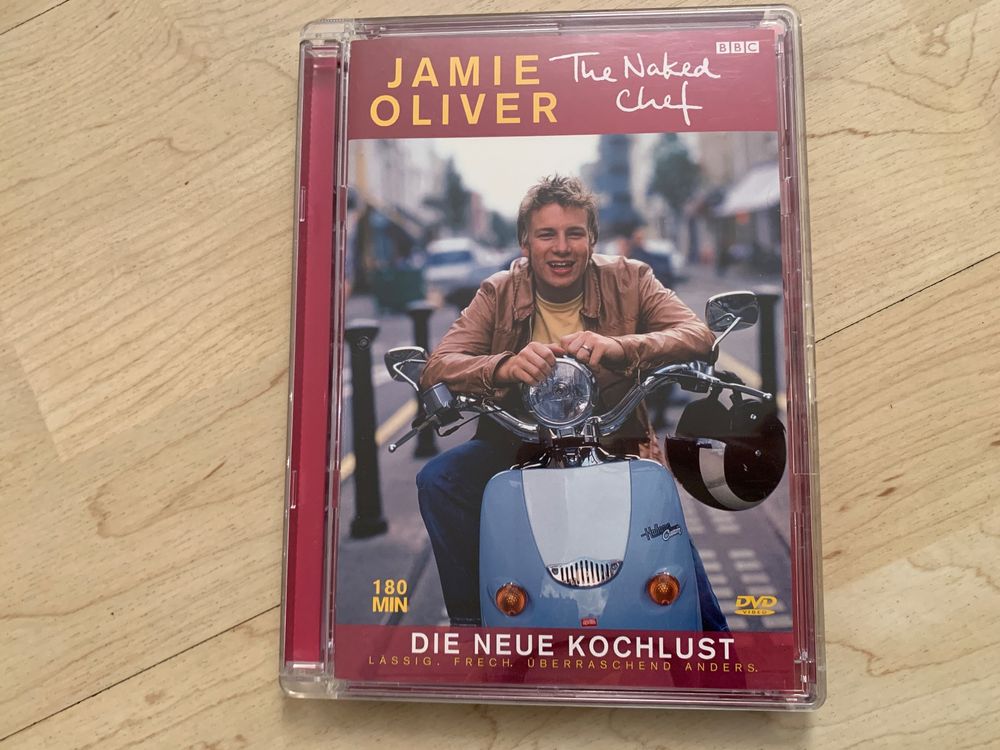 JAMIE
OLIVER
The Naked
Chef
BBC
180
MIN
DVD
VIDEO
DIE NEUE KOCHLUST
LÄSSIG. FRECH. ÜBERRASCHEND ANDERS.